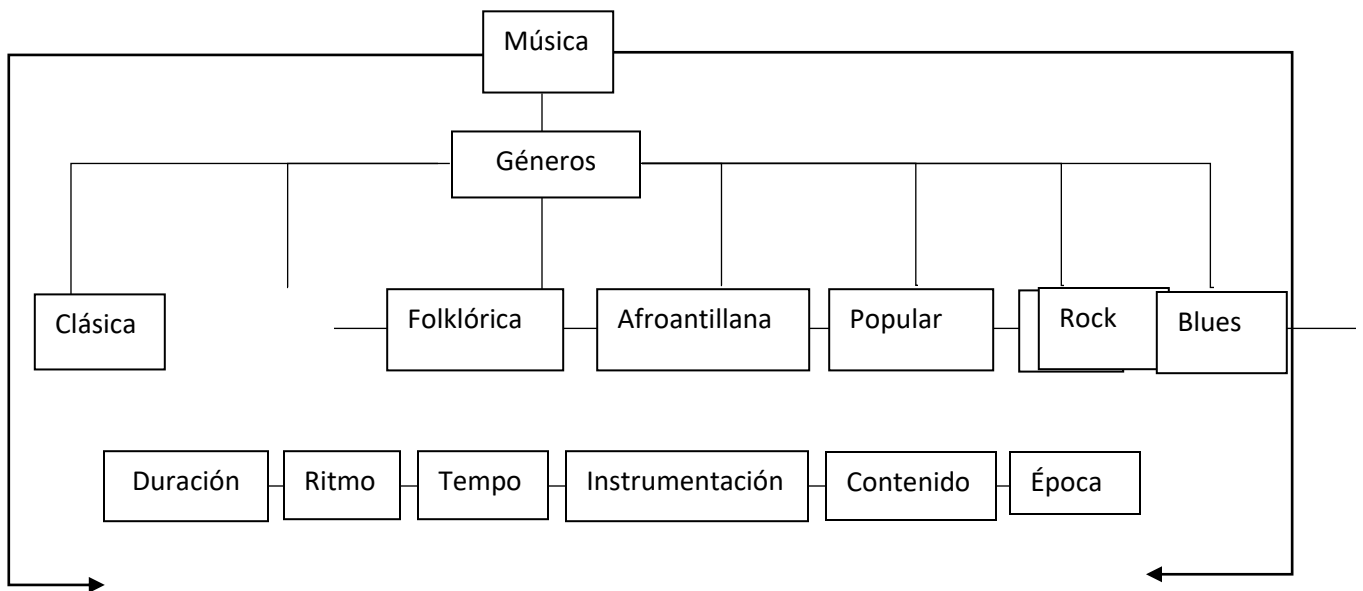 Música
Géneros
Clásica
Folklórica
Afroantillana
Popular
Rock
Blues
Duración
Ritmo
Tempo
Instrumentación
Contenido
Época